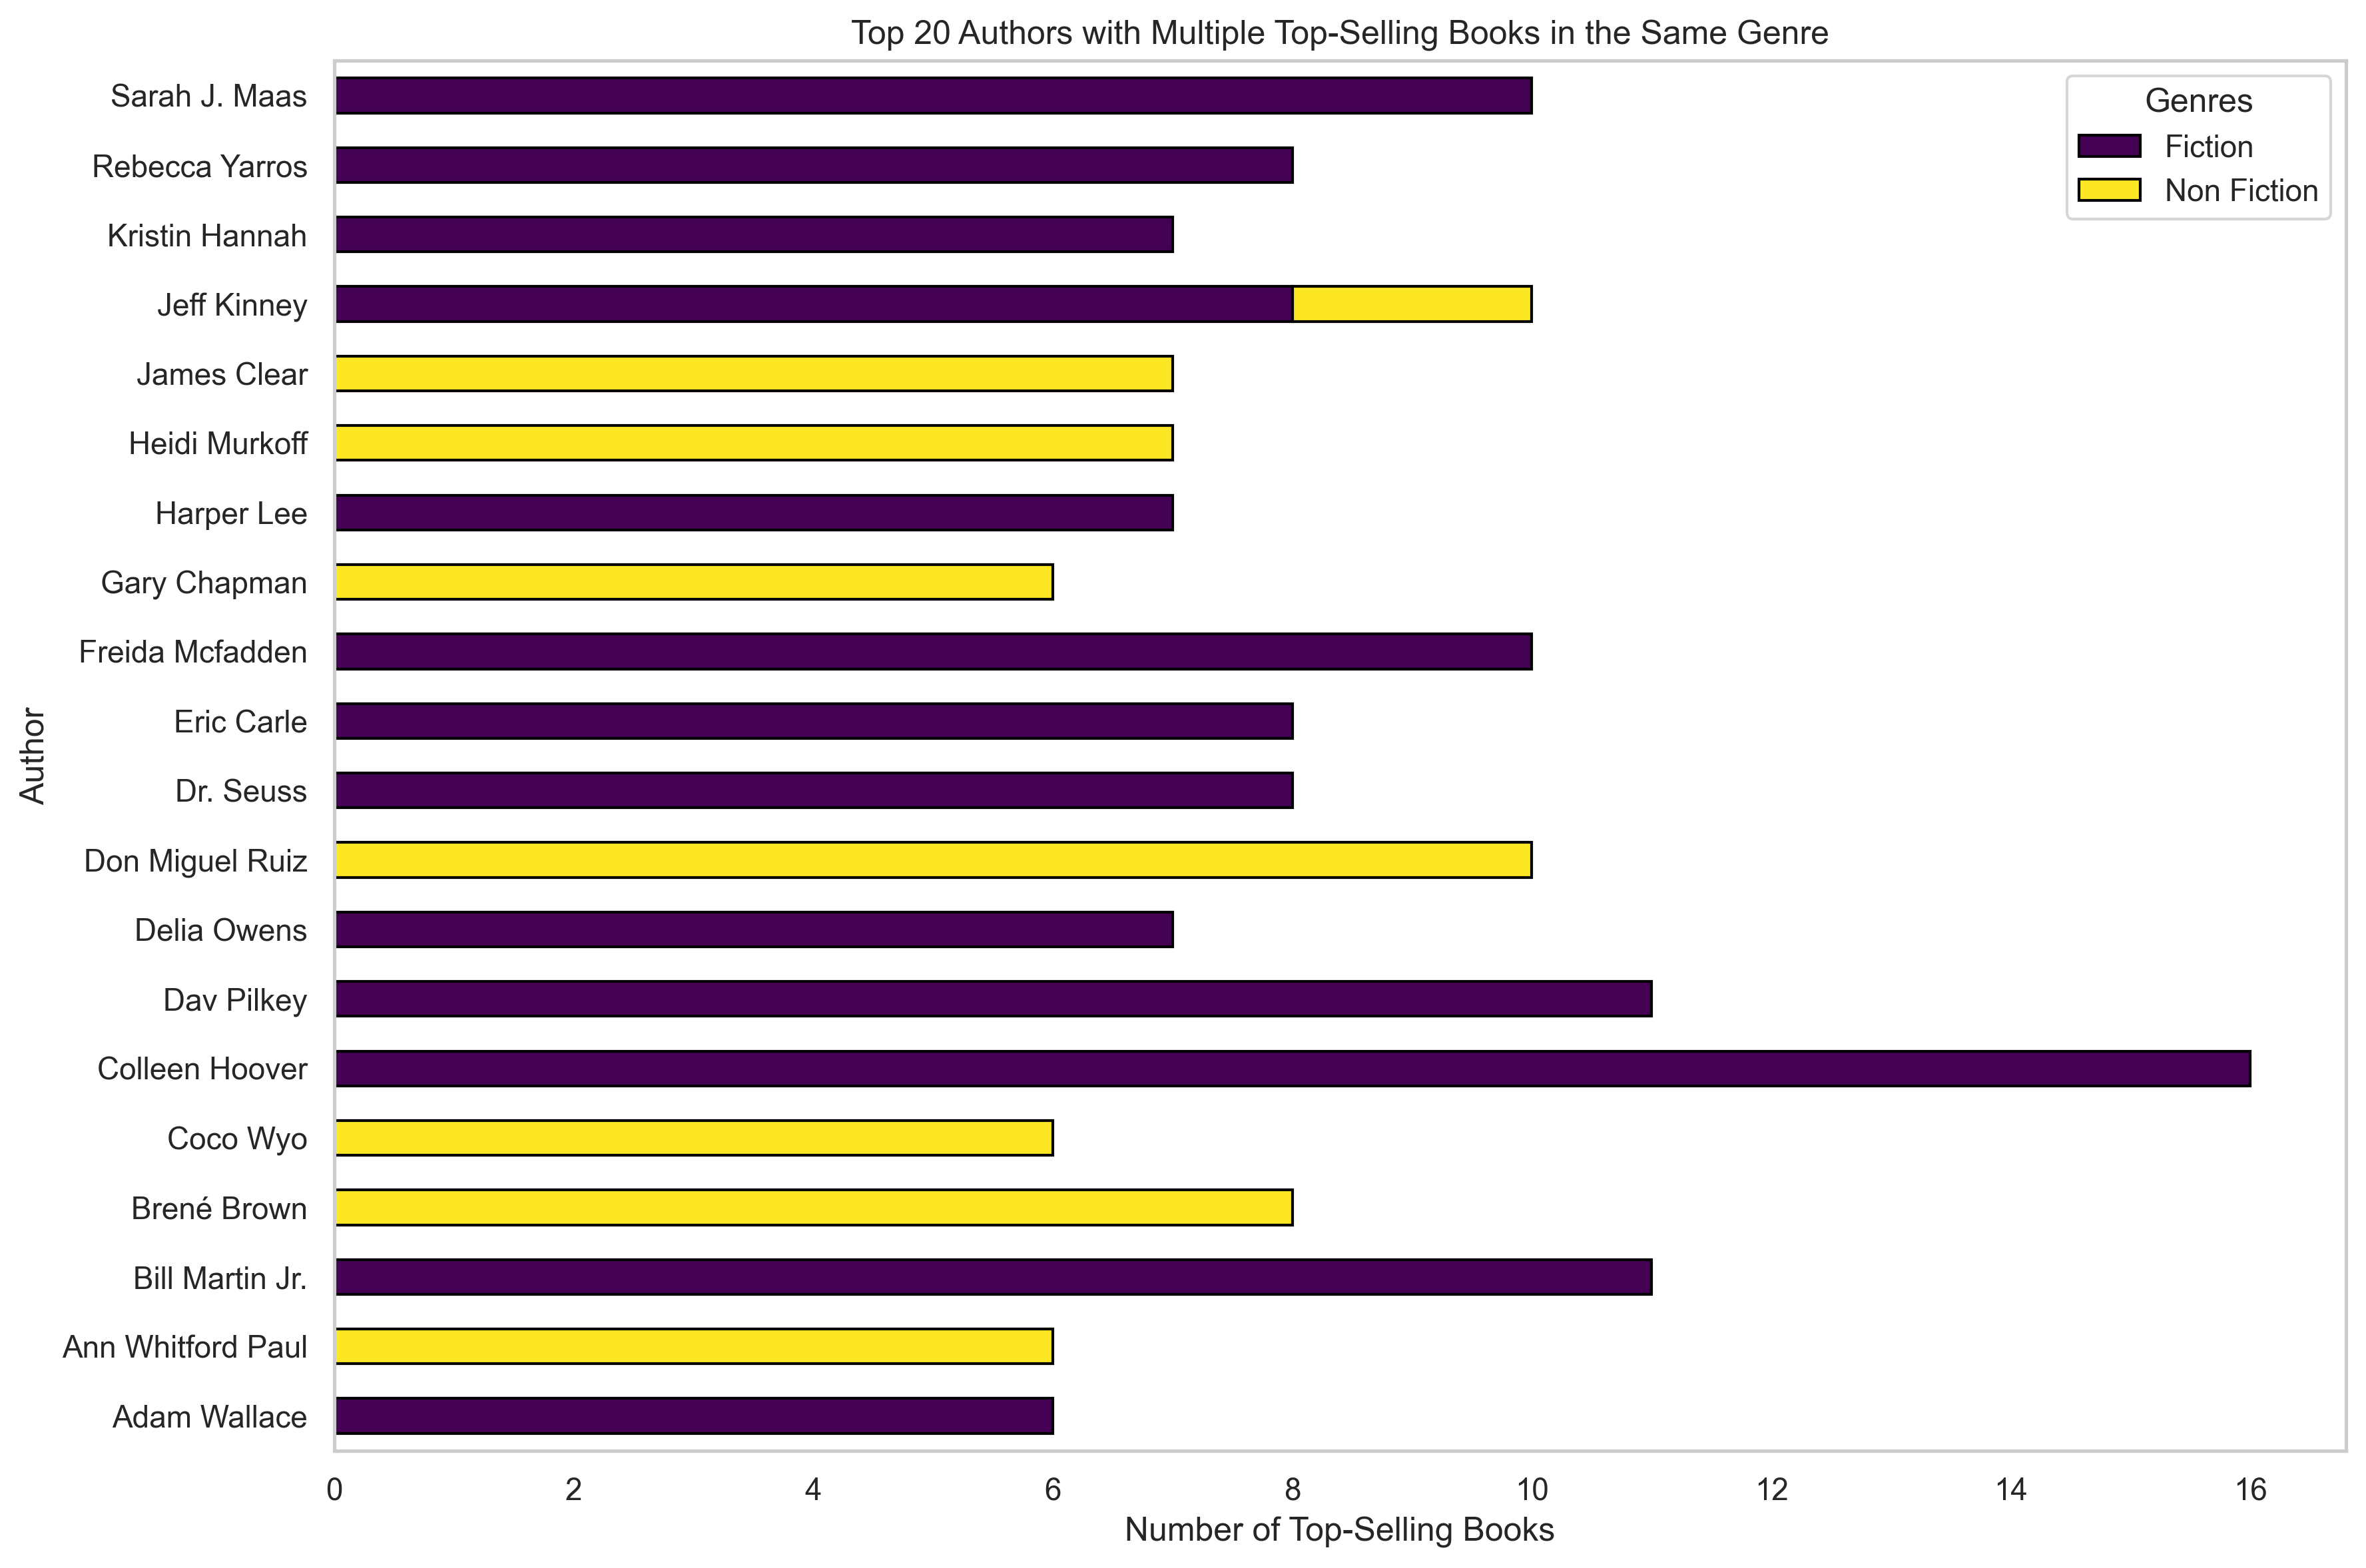 Top 20 Authors with Multiple Top-Selling Books in the Same Genre
Genres
Fiction
Non Fiction
Author
Sarah J. Maas
Rebecca Yarros
Kristin Hannah
Jeff Kinney
James Clear
Heidi Murkoff
Harper Lee
Gary Chapman
Freida Mcfadden
Eric Carle
Dr. Seuss
Don Miguel Ruiz
Delia Owens
Dav Pilkey
Colleen Hoover
Coco Wyo
Brené Brown
Bill Martin Jr.
Ann Whitford Paul
Adam Wallace
0 2 4 6 8 10 12 14 16
Number of Top-Selling Books